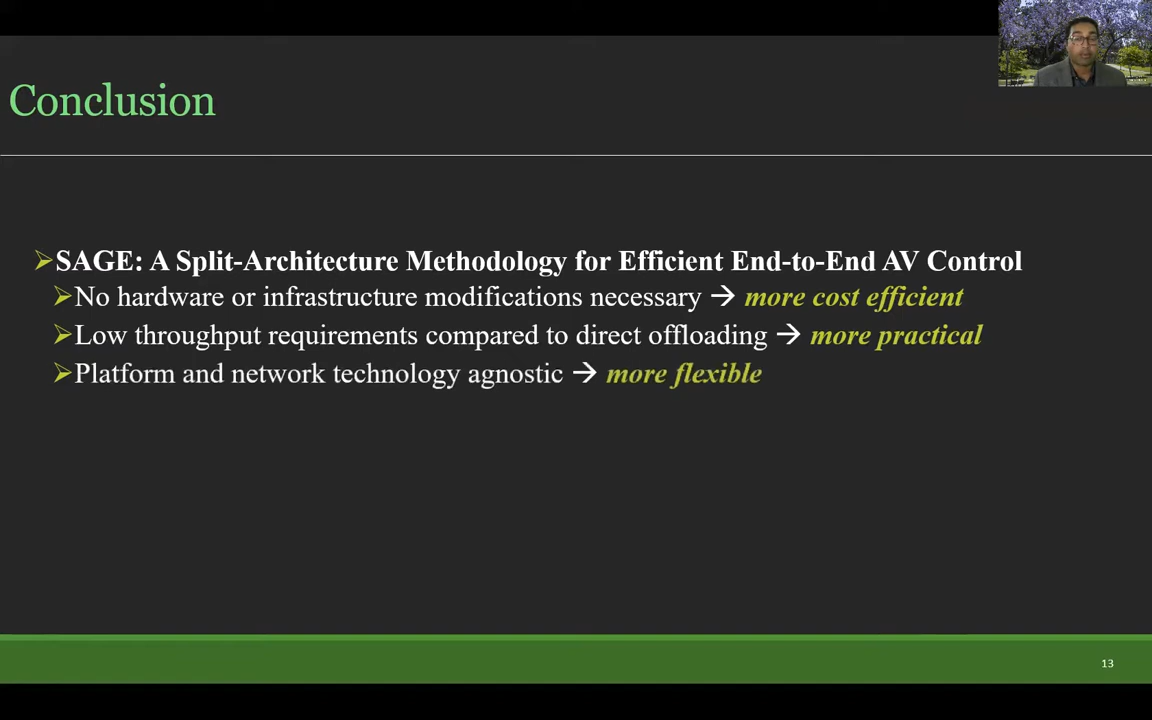 Conclusion
➢SAGE: A Split-Architecture Methodology for Efficient End-to-End AV Control
➢No hardware or infrastructure modifications necessary → more cost efficient
➢Low throughput requirements compared to direct offloading → more practical
➢Platform and network technology agnostic → more flexible
13